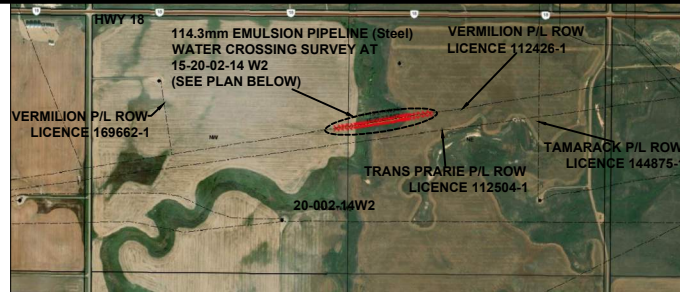 HWY 18
114.3mm EMULSION PIPELINE (Steel)
WATER CROSSING SURVEY AT
15-20-02-14 W2
(SEE PLAN BELOW)
VERMILION P/L ROW
LICENCE 112426-1
VERMILION P/L ROW
LICENCE 169662-1
NW
TRANS PRARIE P/L ROW
LICENCE 112504-1
TAMARACK P/L ROW
LICENCE 144875-1
20-002-14W2